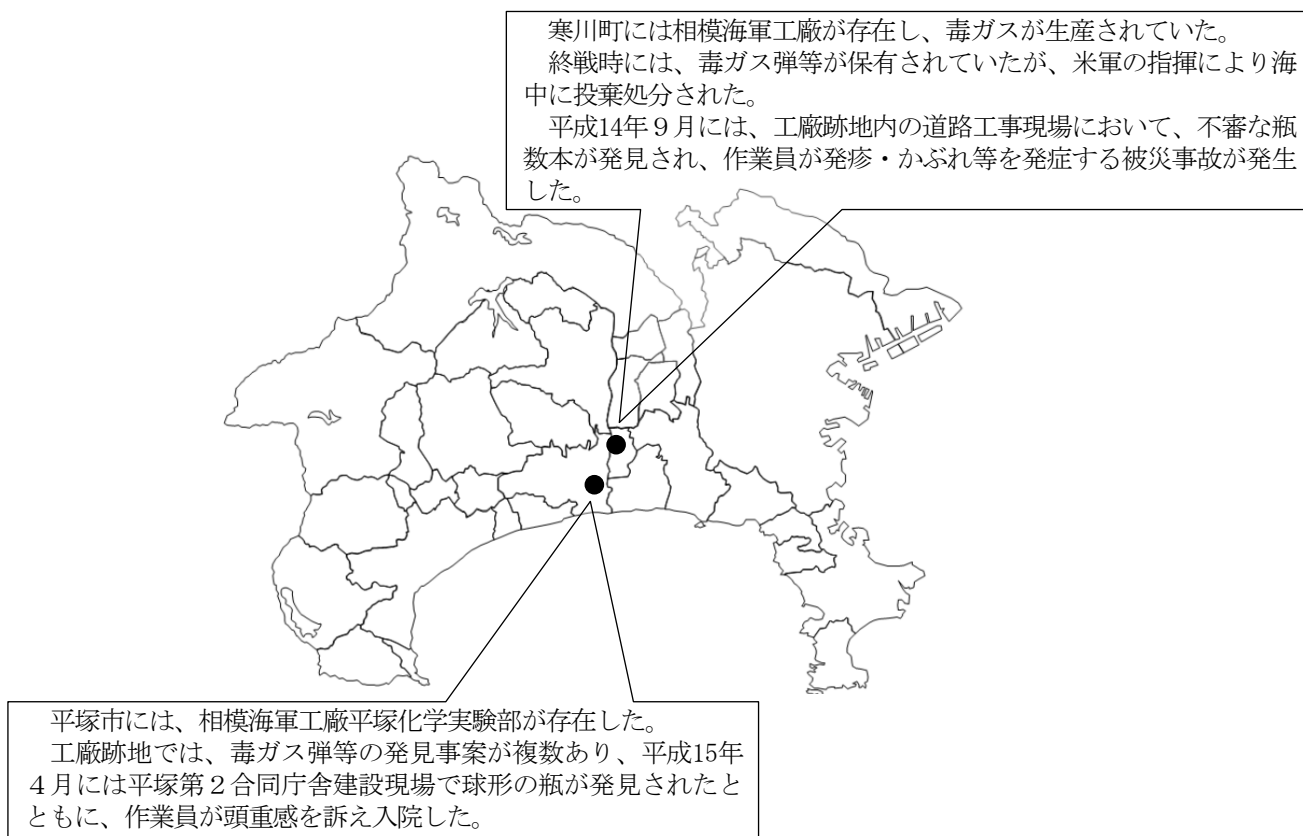 寒川町には相模海軍工廠が存在し、毒ガスが生産されていた。
　終戦時には、毒ガス弾等が保有されていたが、米軍の指揮により海
中に投棄処分された。
　平成14年９月には、工廠跡地内の道路工事現場において、不審な瓶
数本が発見され、作業員が発疹・かぶれ等を発症する被災事故が発生
した。
　平塚市には、相模海軍工廠平塚化学実験部が存在した。
　工廠跡地では、毒ガス弾等の発見事案が複数あり、平成15年
４月には平塚第２合同庁舎建設現場で球形の瓶が発見されたと
ともに、作業員が頭重感を訴え入院した。